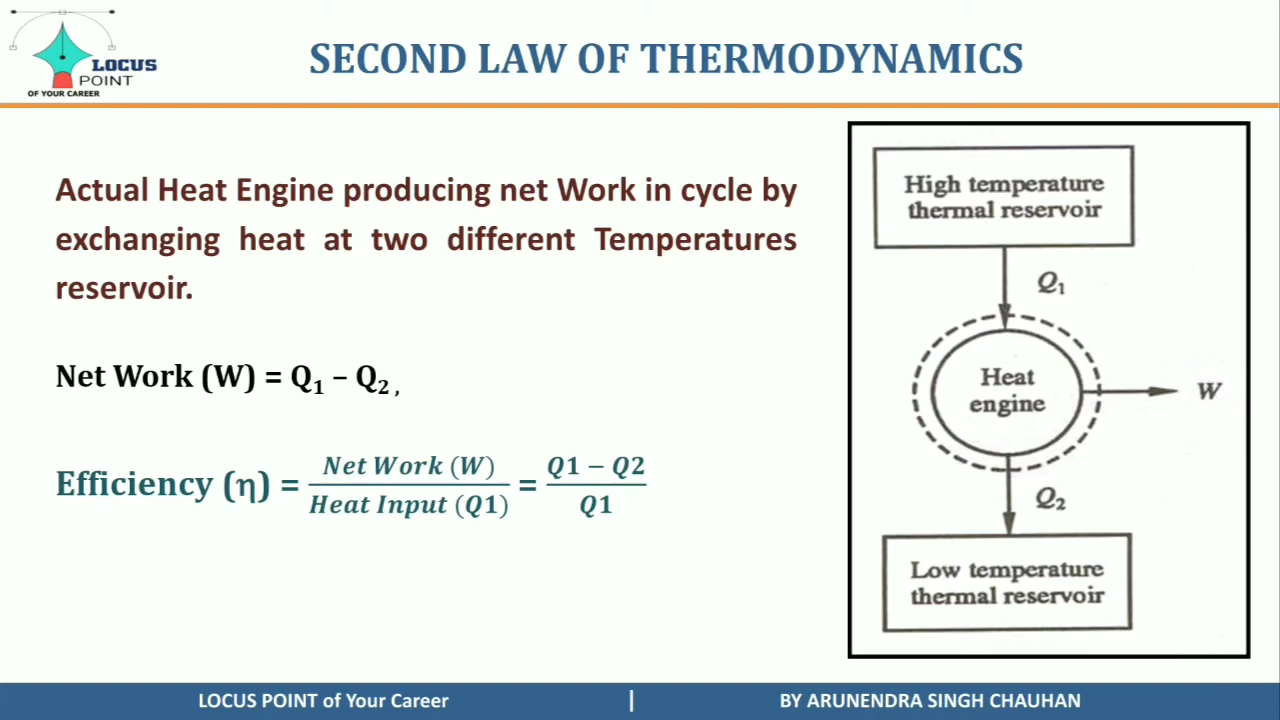 LOCUS
POINT
OF YOUR CAREER
SECOND LAW OF THERMODYNAMICS
Actual Heat Engine producing net Work in cycle by
exchanging heat at two different Temperatures
reservoir.
Net Work (W) = Q₁ – Q₂ ,
Efficiency (η) = Net Work (W) / Heat Input (Q1) = Q1 − Q2 / Q1
High temperature
thermal reservoir
Q₁
Heat
engine
W
Q₂
Low temperature
thermal reservoir
LOCUS POINT of Your Career | BY ARUNENDRA SINGH CHAUHAN